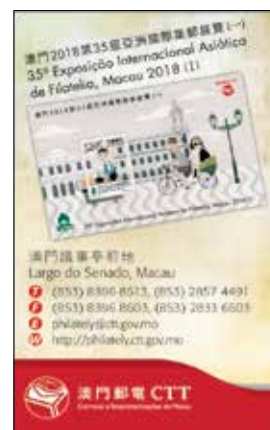 澳門2018第35屆亞洲國際集郵展覽(一)
35ª Exposição Internacional Asiática
de Filatelia, Macau 2018 (I)
澳門議事亭前地
Largo do Senado, Macau
T (853) 8396 8513, (853) 2857 4491
F (853) 8396 8603, (853) 2833 6603
E philately@ctt.gov.mo
W http://philately.ctt.gov.mo
澳門郵電 CTT
Correios e Telecomunicações de Macau